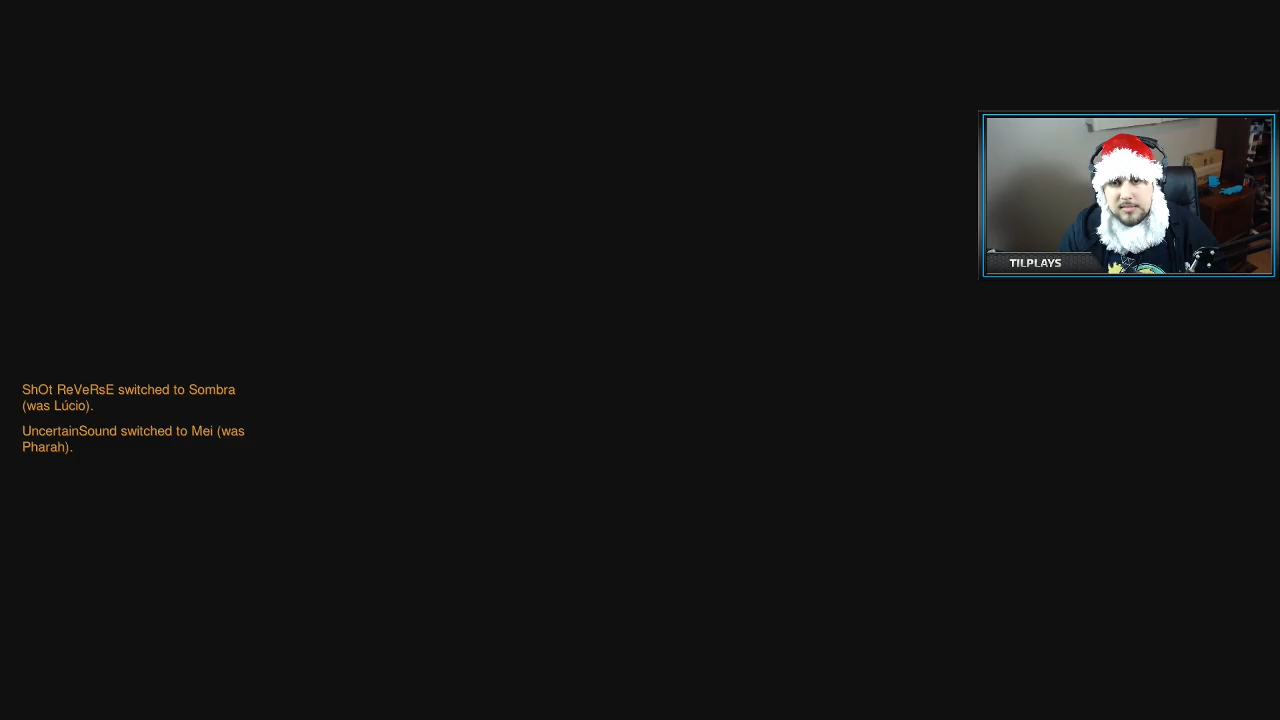 TILPLAYS
ShOt ReVeRsE switched to Sombra
(was Lúcio).
UncertainSound switched to Mei (was
Pharah).